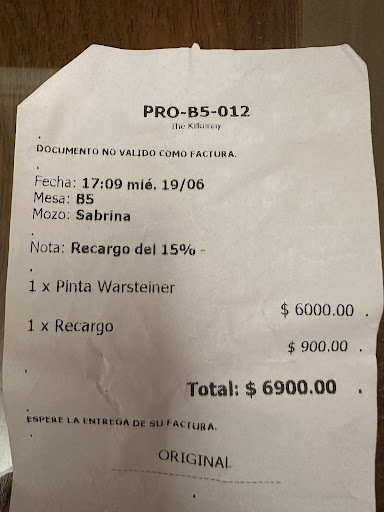 PRO-B5-012
The Kilkenny
DOCUMENTO NO VALIDO COMO FACTURA.
Fecha: 17:09 mié. 19/06
Mesa: B5
Mozo: Sabrina
Nota: Recargo del 15% -
1 x Pinta Warsteiner
$ 6000.00 .
1 x Recargo
$ 900.00 .
Total: $ 6900.00 .
ESPERE LA ENTREGA DE SU FACTURA.
ORIGINAL